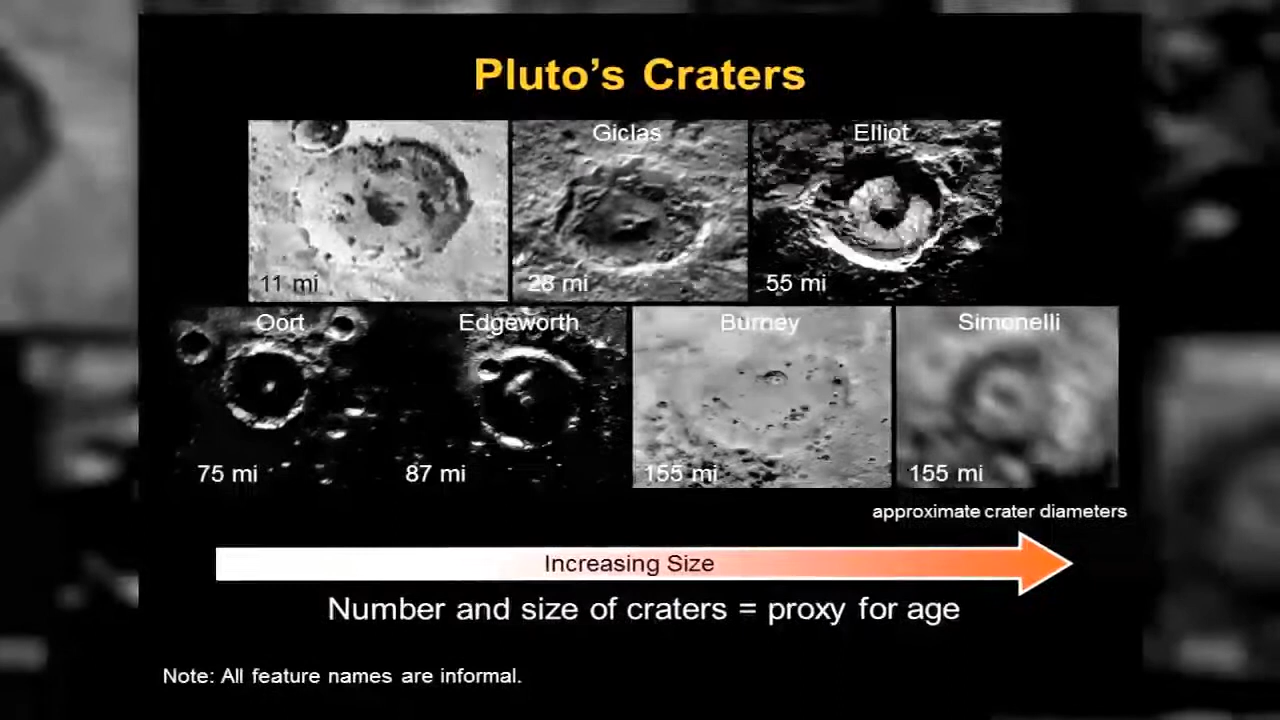 Pluto's Craters
Giclas
Elliot
11 mi
28 mi
55 mi
Oort
Edgeworth
Burney
Simonelli
75 mi
87 mi
155 mi
155 mi
approximate crater diameters
Increasing Size
Number and size of craters = proxy for age
Note: All feature names are informal.